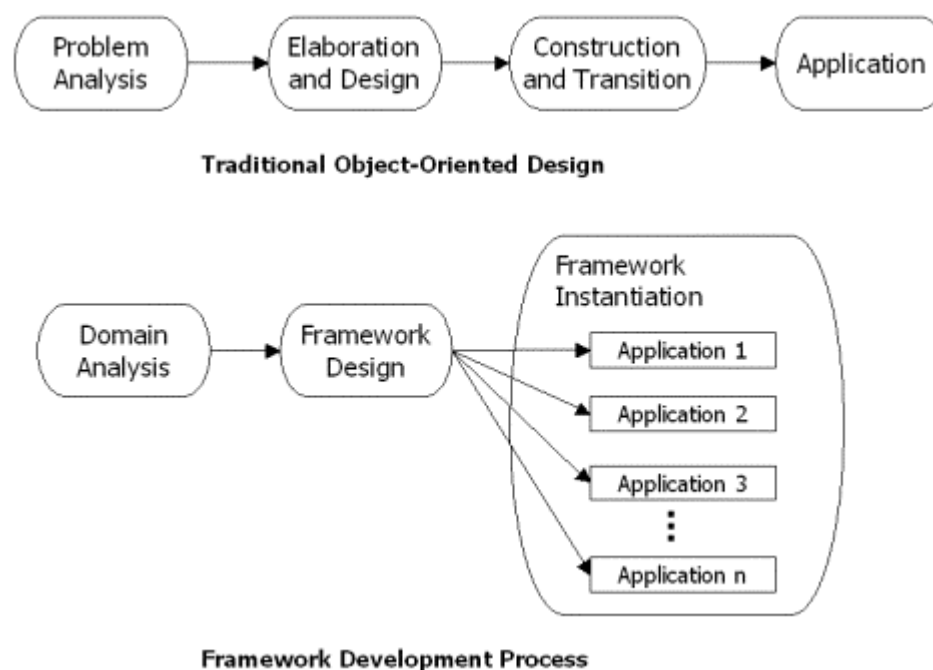 Problem
Analysis
Elaboration
and Design
Construction
and Transition
Application
Traditional Object-Oriented Design
Domain
Analysis
Framework
Design
Framework
Instantiation
Application 1
Application 2
Application 3
Application n
Framework Development Process